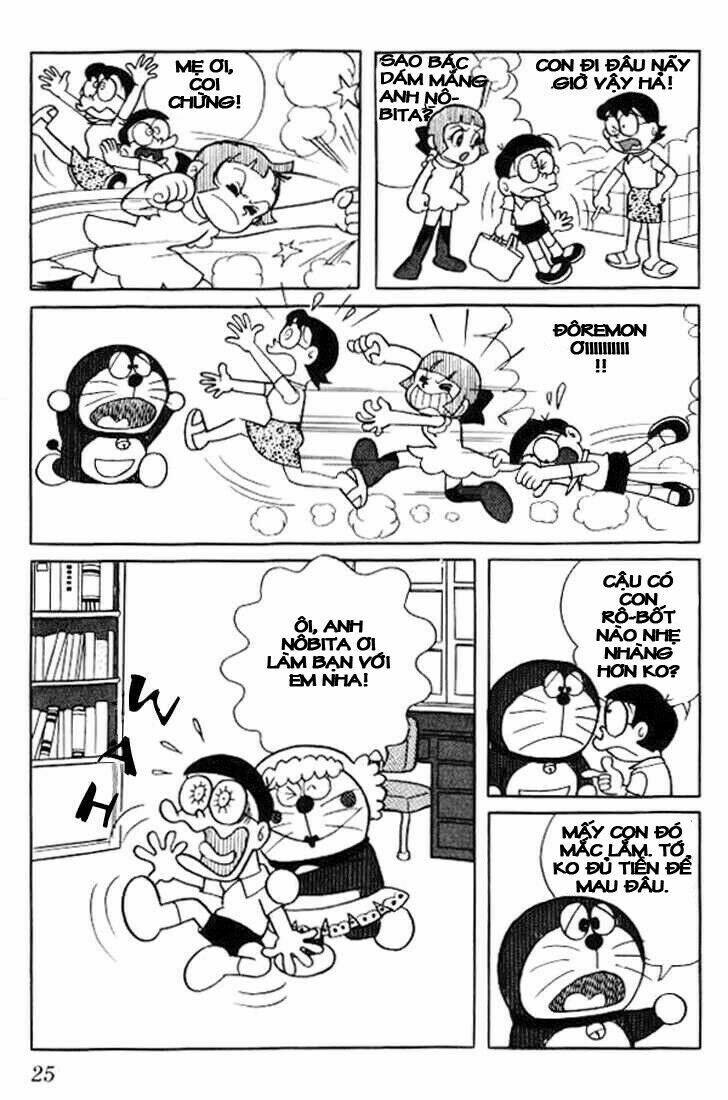 CON ĐI ĐÂU NÃY
GIỜ VẬY HẢ!
SAO BÁC
DÁM MẮNG
ANH NÔ-
BITA?
MẸ ƠI,
COI
CHỪNG!
ĐÔREMON
ƠIIIIIIIIII
!!
CẬU CÓ
CON
RÔ-BỐT
NÀO NHẸ
NHÀNG
HƠN KO?
MẤY CON ĐÓ
MẮC LẮM. TỚ
KO ĐỦ TIỀN ĐỂ
MAU ĐÂU.
ÔI, ANH
NÔBITA ƠI
LÀM BẠN VỚI
EM NHA!
WAH
25